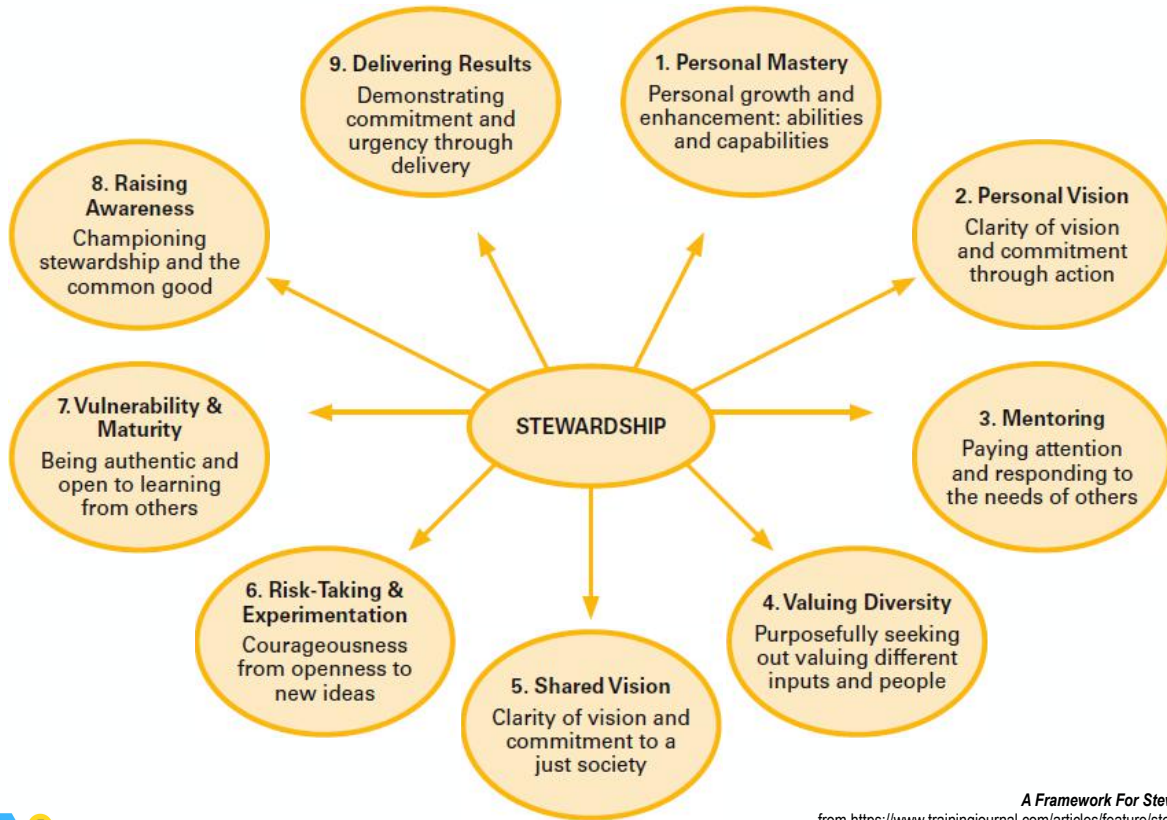 9. Delivering Results
Demonstrating
commitment and
urgency through
delivery
1. Personal Mastery
Personal growth and
enhancement: abilities
and capabilities
8. Raising
Awareness
Championing
stewardship and the
common good
2. Personal Vision
Clarity of vision
and commitment
through action
7. Vulnerability &
Maturity
Being authentic and
open to learning
from others
STEWARDSHIP
3. Mentoring
Paying attention
and responding to
the needs of others
6. Risk-Taking &
Experimentation
Courageousness
from openness to
new ideas
5. Shared Vision
Clarity of vision and
commitment to a
just society
4. Valuing Diversity
Purposefully seeking
out valuing different
inputs and people
A Framework For
from